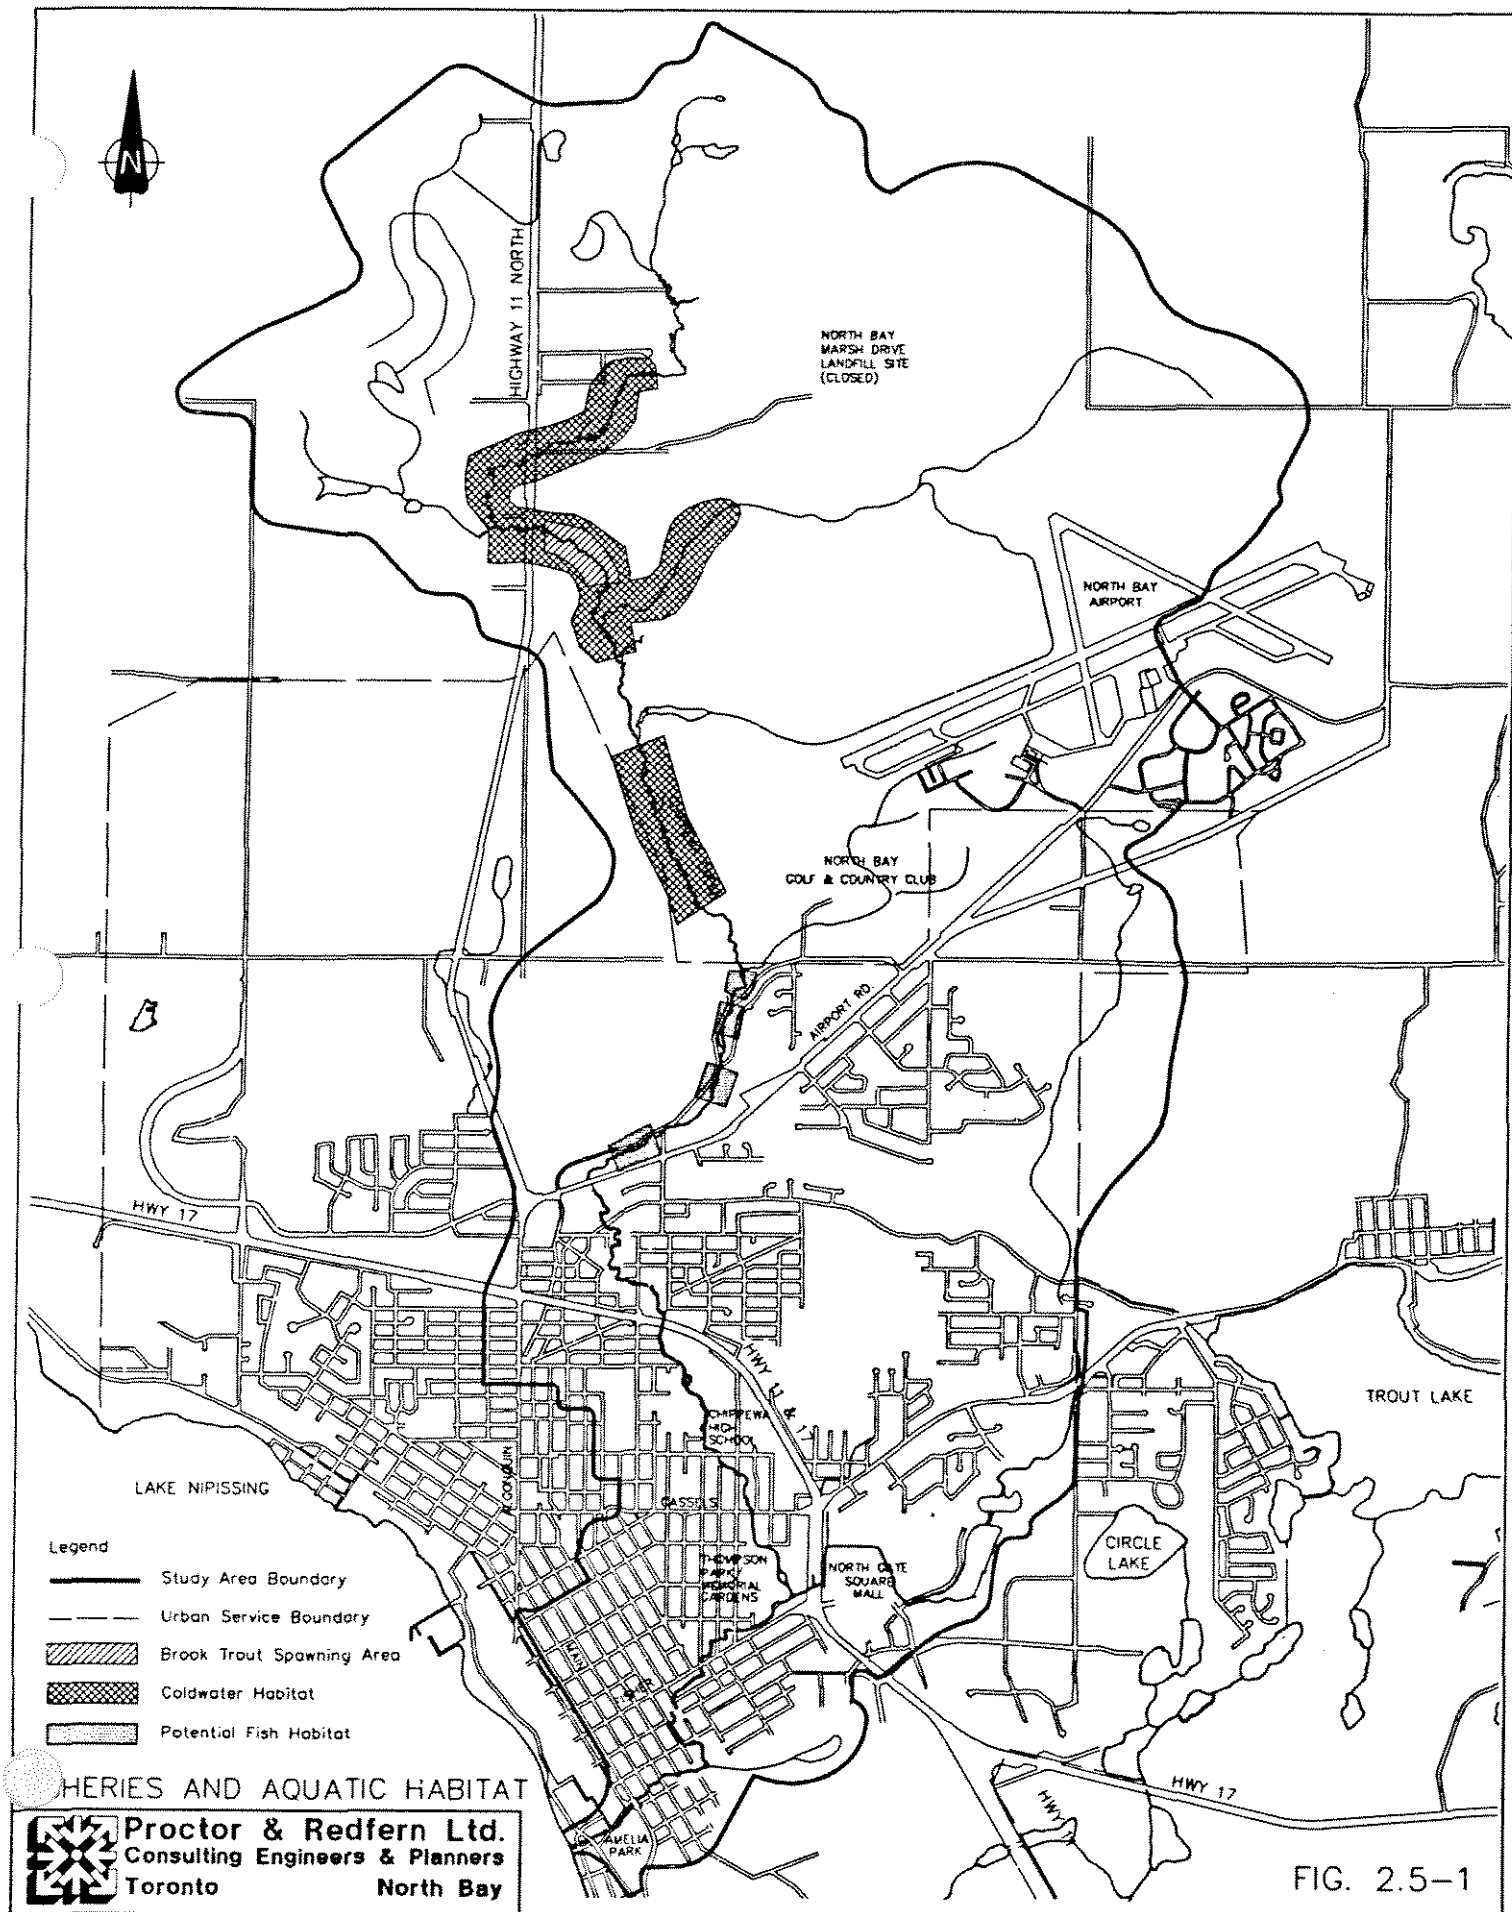 N
HIGHWAY 11 NORTH
NORTH BAY
MARSH DRIVE
LANDFILL SITE
(CLOSED)
NORTH BAY
AIRPORT
NORTH BAY
GOLF & COUNTRY CLUB
AIRPORT RD.
HWY 17
HWY 11 & 17
CHIPPEWA
HIGH
SCHOOL
TROUT LAKE
LAKE NIPISSING
ALGONQUIN
CASSELS
CIRCLE
LAKE
THOMPSON
PARK/
MEMORIAL
GARDENS
NORTH GATE
SQUARE
MALL
MAIN
FISHER
Legend
Study Area Boundary
Urban Service Boundary
Brook Trout Spawning Area
Coldwater Habitat
Potential Fish Habitat
HWY 17
HWY
AMELIA
PARK
HERIES AND AQUATIC HABITAT
Proctor & Redfern Ltd.
Consulting Engineers & Planners
Toronto North Bay
FIG. 2.5-1